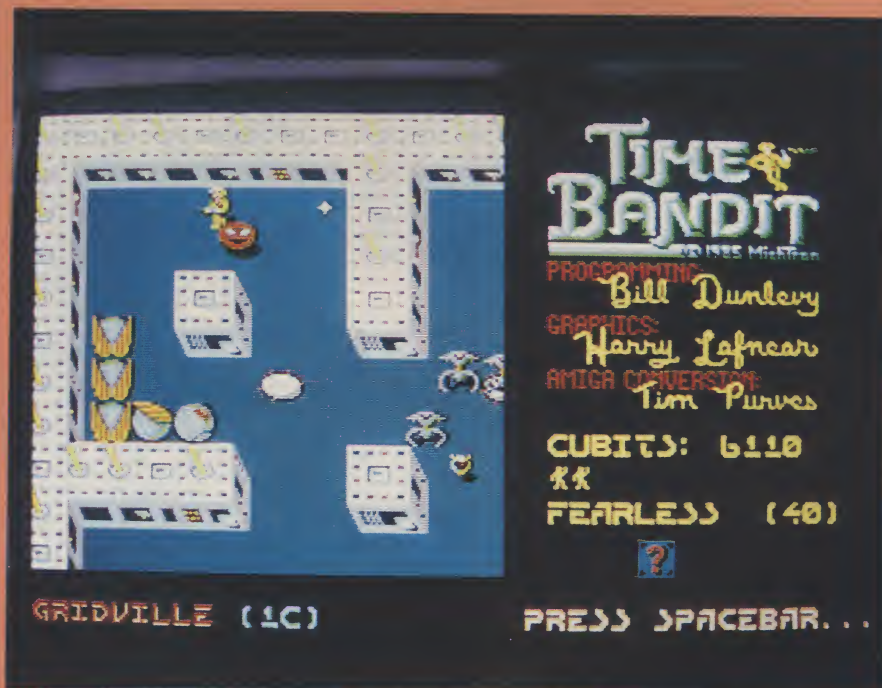 TIME
BANDIT
© 1985 MichTron
PROGRAMMING:
Bill Dunlevy
GRAPHICS:
Harry Lafnear
AMIGA CONVERSION:
Tim Purves
CUBITS: 6110
FEARLESS (40)
?
GRIDVILLE (1C)
PRESS SPACEBAR...